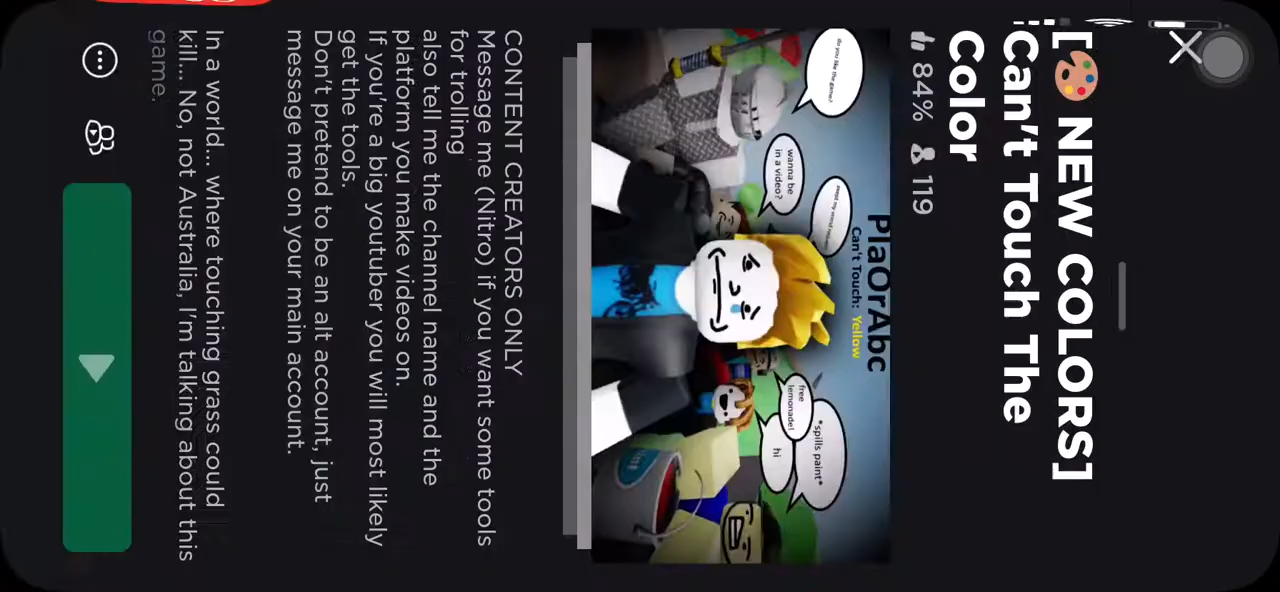 [🎨 NEW COLORS]
Can't Touch The
Color
84% 119
PlaOrAbc
Can't Touch: Yellow
do you like the game?
wanna be
in a video?
free
lemonade!
*spills paint*
hi
CONTENT CREATORS ONLY
Message me (Nitro) if you want some tools
for trolling
also tell me the channel name and the
platform you make videos on.
If you're a big youtuber you will most likely
get the tools.
Don't pretend to be an alt account, just
message me on your main account.
In a world... where touching grass could
kill... No, not Australia, I'm talking about this
game.